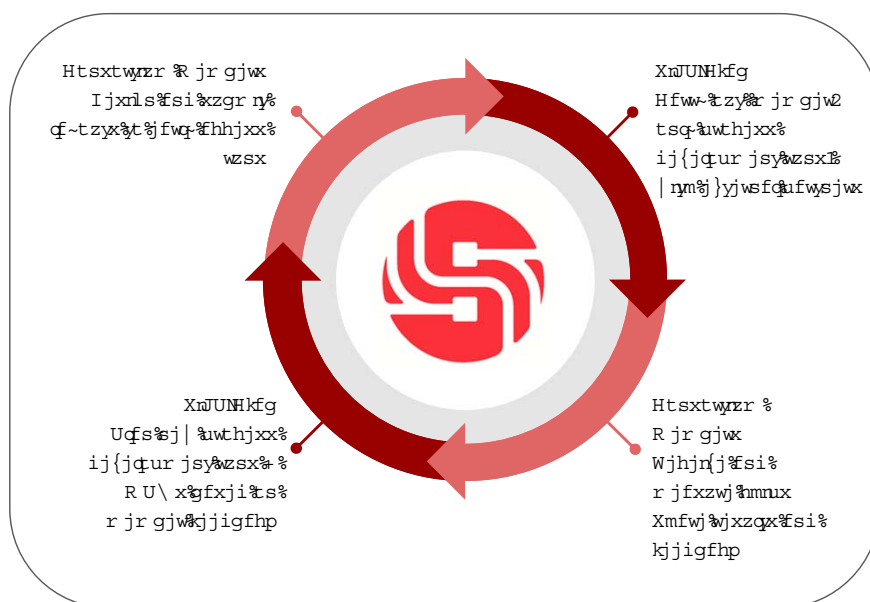 Htsxtwynzr %R jr gjwx
Ijxnls%fsi%xzgr ny%
qf~tzyx%yt%jfwq~%fhhjxx%
wzsx
XnJUNHkfg
Hfww~%tzy%r jr gjw2
tsq~%uwthjxx%
ij{jqtur jsy%wzsx1%
|nym%j}yjwsfq%ufwysjwx
XnJUNHkfg
Uqfs%sj|%uwthjxx%
ij{jqtur jsy%wzsx%+%
R U\ x%gfxji%ts%
r jr gjw%kjjigfhp
Htsxtwynzr %
R jr gjwx
Wjhjn{j%fsi%
r jfxzwj%hmnux
Xmfwj%wjxzqyx%fsi%
kjjigfhp